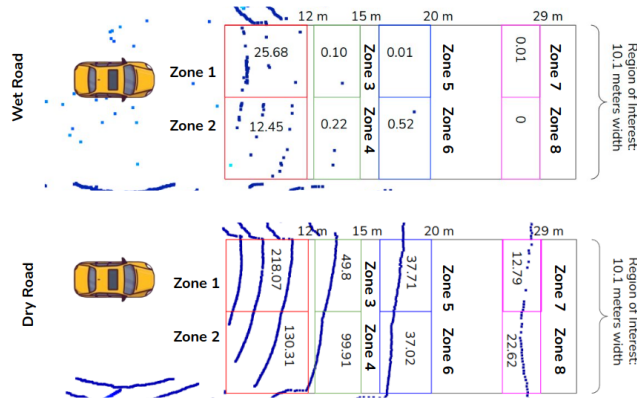 12 m
15 m
20 m
29 m
Wet Road
Zone 1
25.68
0.10
Zone 3
0.01
Zone 5
0.01
Zone 7
Zone 2
12.45
0.22
Zone 4
0.52
Zone 6
0
Zone 8
Region of Interest:
10.1 meters width
12 m
15 m
20 m
29 m
Dry Road
Zone 1
218.07
49.8
Zone 3
37.71
Zone 5
12.79
Zone 7
Zone 2
130.31
99.91
Zone 4
37.02
Zone 6
22.62
Zone 8
Region of Interest:
10.1 meters width